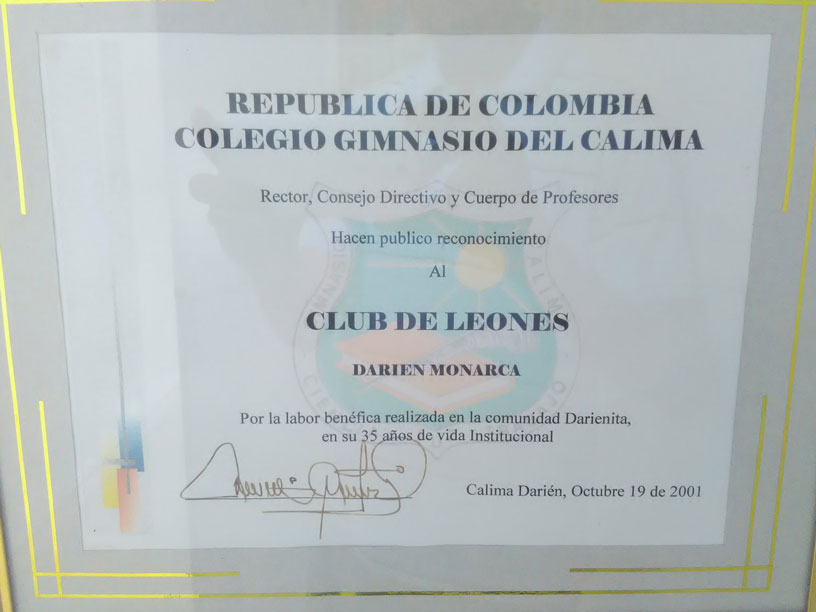 REPUBLICA DE COLOMBIA
COLEGIO GIMNASIO DEL CALIMA
Rector, Consejo Directivo y Cuerpo de Profesores
Hacen publico reconocimiento
Al
CLUB DE LEONES
DARIEN MONARCA
Por la labor benéfica realizada en la comunidad Darienita,
en su 35 años de vida Institucional
Calima Darién, Octubre 19 de 2001